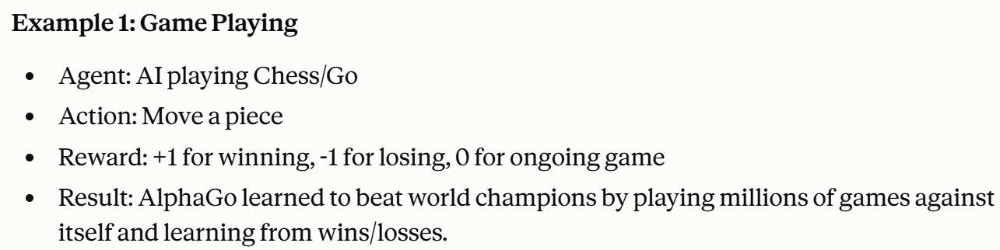 Example 1: Game Playing
• Agent: AI playing Chess/Go
• Action: Move a piece
• Reward: +1 for winning, -1 for losing, 0 for ongoing game
• Result: AlphaGo learned to beat world champions by playing millions of games against
itself and learning from wins/losses.